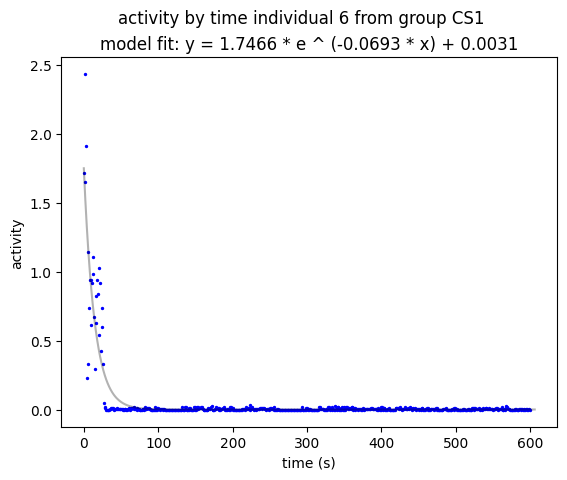 activity by time individual 6 from group CS1
model fit: y = 1.7466 * e ^ (-0.0693 * x) + 0.0031
2.5
2.0
1.5
1.0
0.5
0.0
activity
0 100 200 300 400 500 600
time (s)